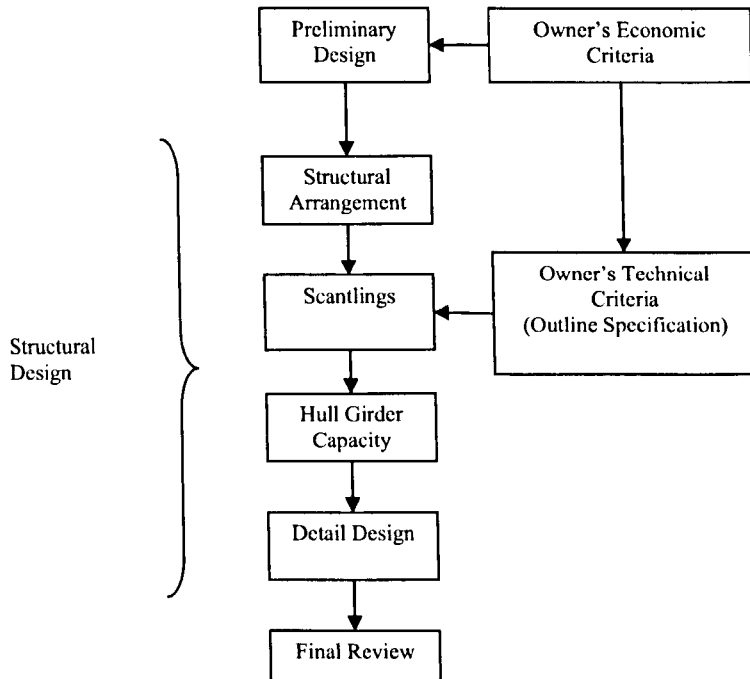 Preliminary
Design
Owner's Economic
Criteria
Structural
Arrangement
Owner's Technical
Criteria
(Outline Specification)
Scantlings
Structural
Design
Hull Girder
Capacity
Detail Design
Final Review